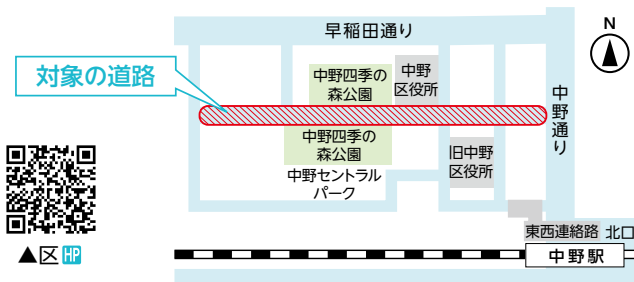 早稲田通り
N
対象の道路
中野四季の
森公園
中野
区役所
中野通り
中野四季の
森公園
旧中野
区役所
中野セントラル
パーク
東西連絡路
北口
中野駅
▲区HP